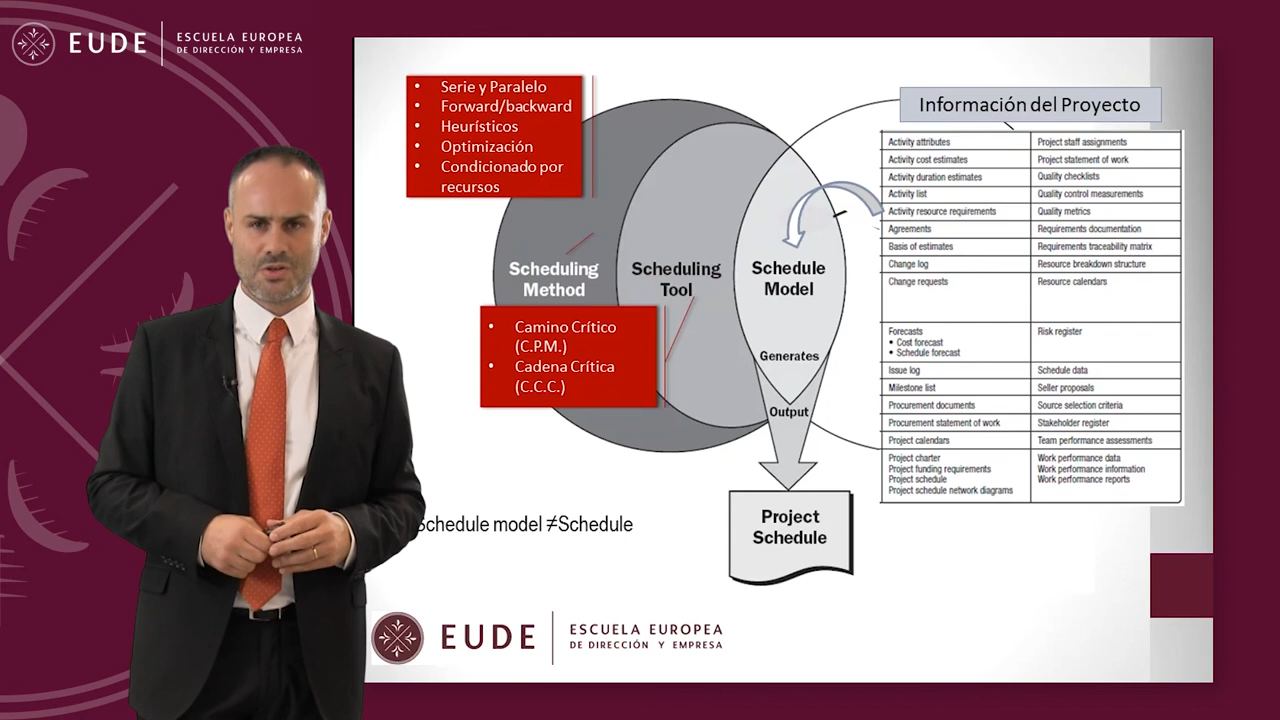 EUDE
ESCUELA EUROPEA
DE DIRECCIÓN Y EMPRESA
• Serie y Paralelo
• Forward/backward
• Heurísticos
• Optimización
• Condicionado por
recursos
Información del Proyecto
Scheduling
Method
Scheduling
Tool
Schedule
Model
Generates
Output
Project
Schedule
• Camino Crítico
(C.P.M.)
• Cadena Crítica
(C.C.C.)
Activity attributes Project staff assignments
Activity cost estimates Project statement of work
Activity duration estimates Quality checklists
Activity list Quality control measurements
Activity resource requirements Quality metrics
Agreements Requirements documentation
Basis of estimates Requirements traceability matrix
Change log Resource breakdown structure
Change requests Resource calendars
Forecasts Risk register
• Cost forecast
• Schedule forecast
Issue log Schedule data
Milestone list Seller proposals
Procurement documents Source selection criteria
Procurement statement of work Stakeholder register
Project calendars Team performance assessments
Project charter Work performance data
Project funding requirements Work performance information
Project schedule Work performance reports
Project schedule network diagrams
Schedule model ≠Schedule
EUDE
ESCUELA EUROPEA
DE DIRECCIÓN Y EMPRESA